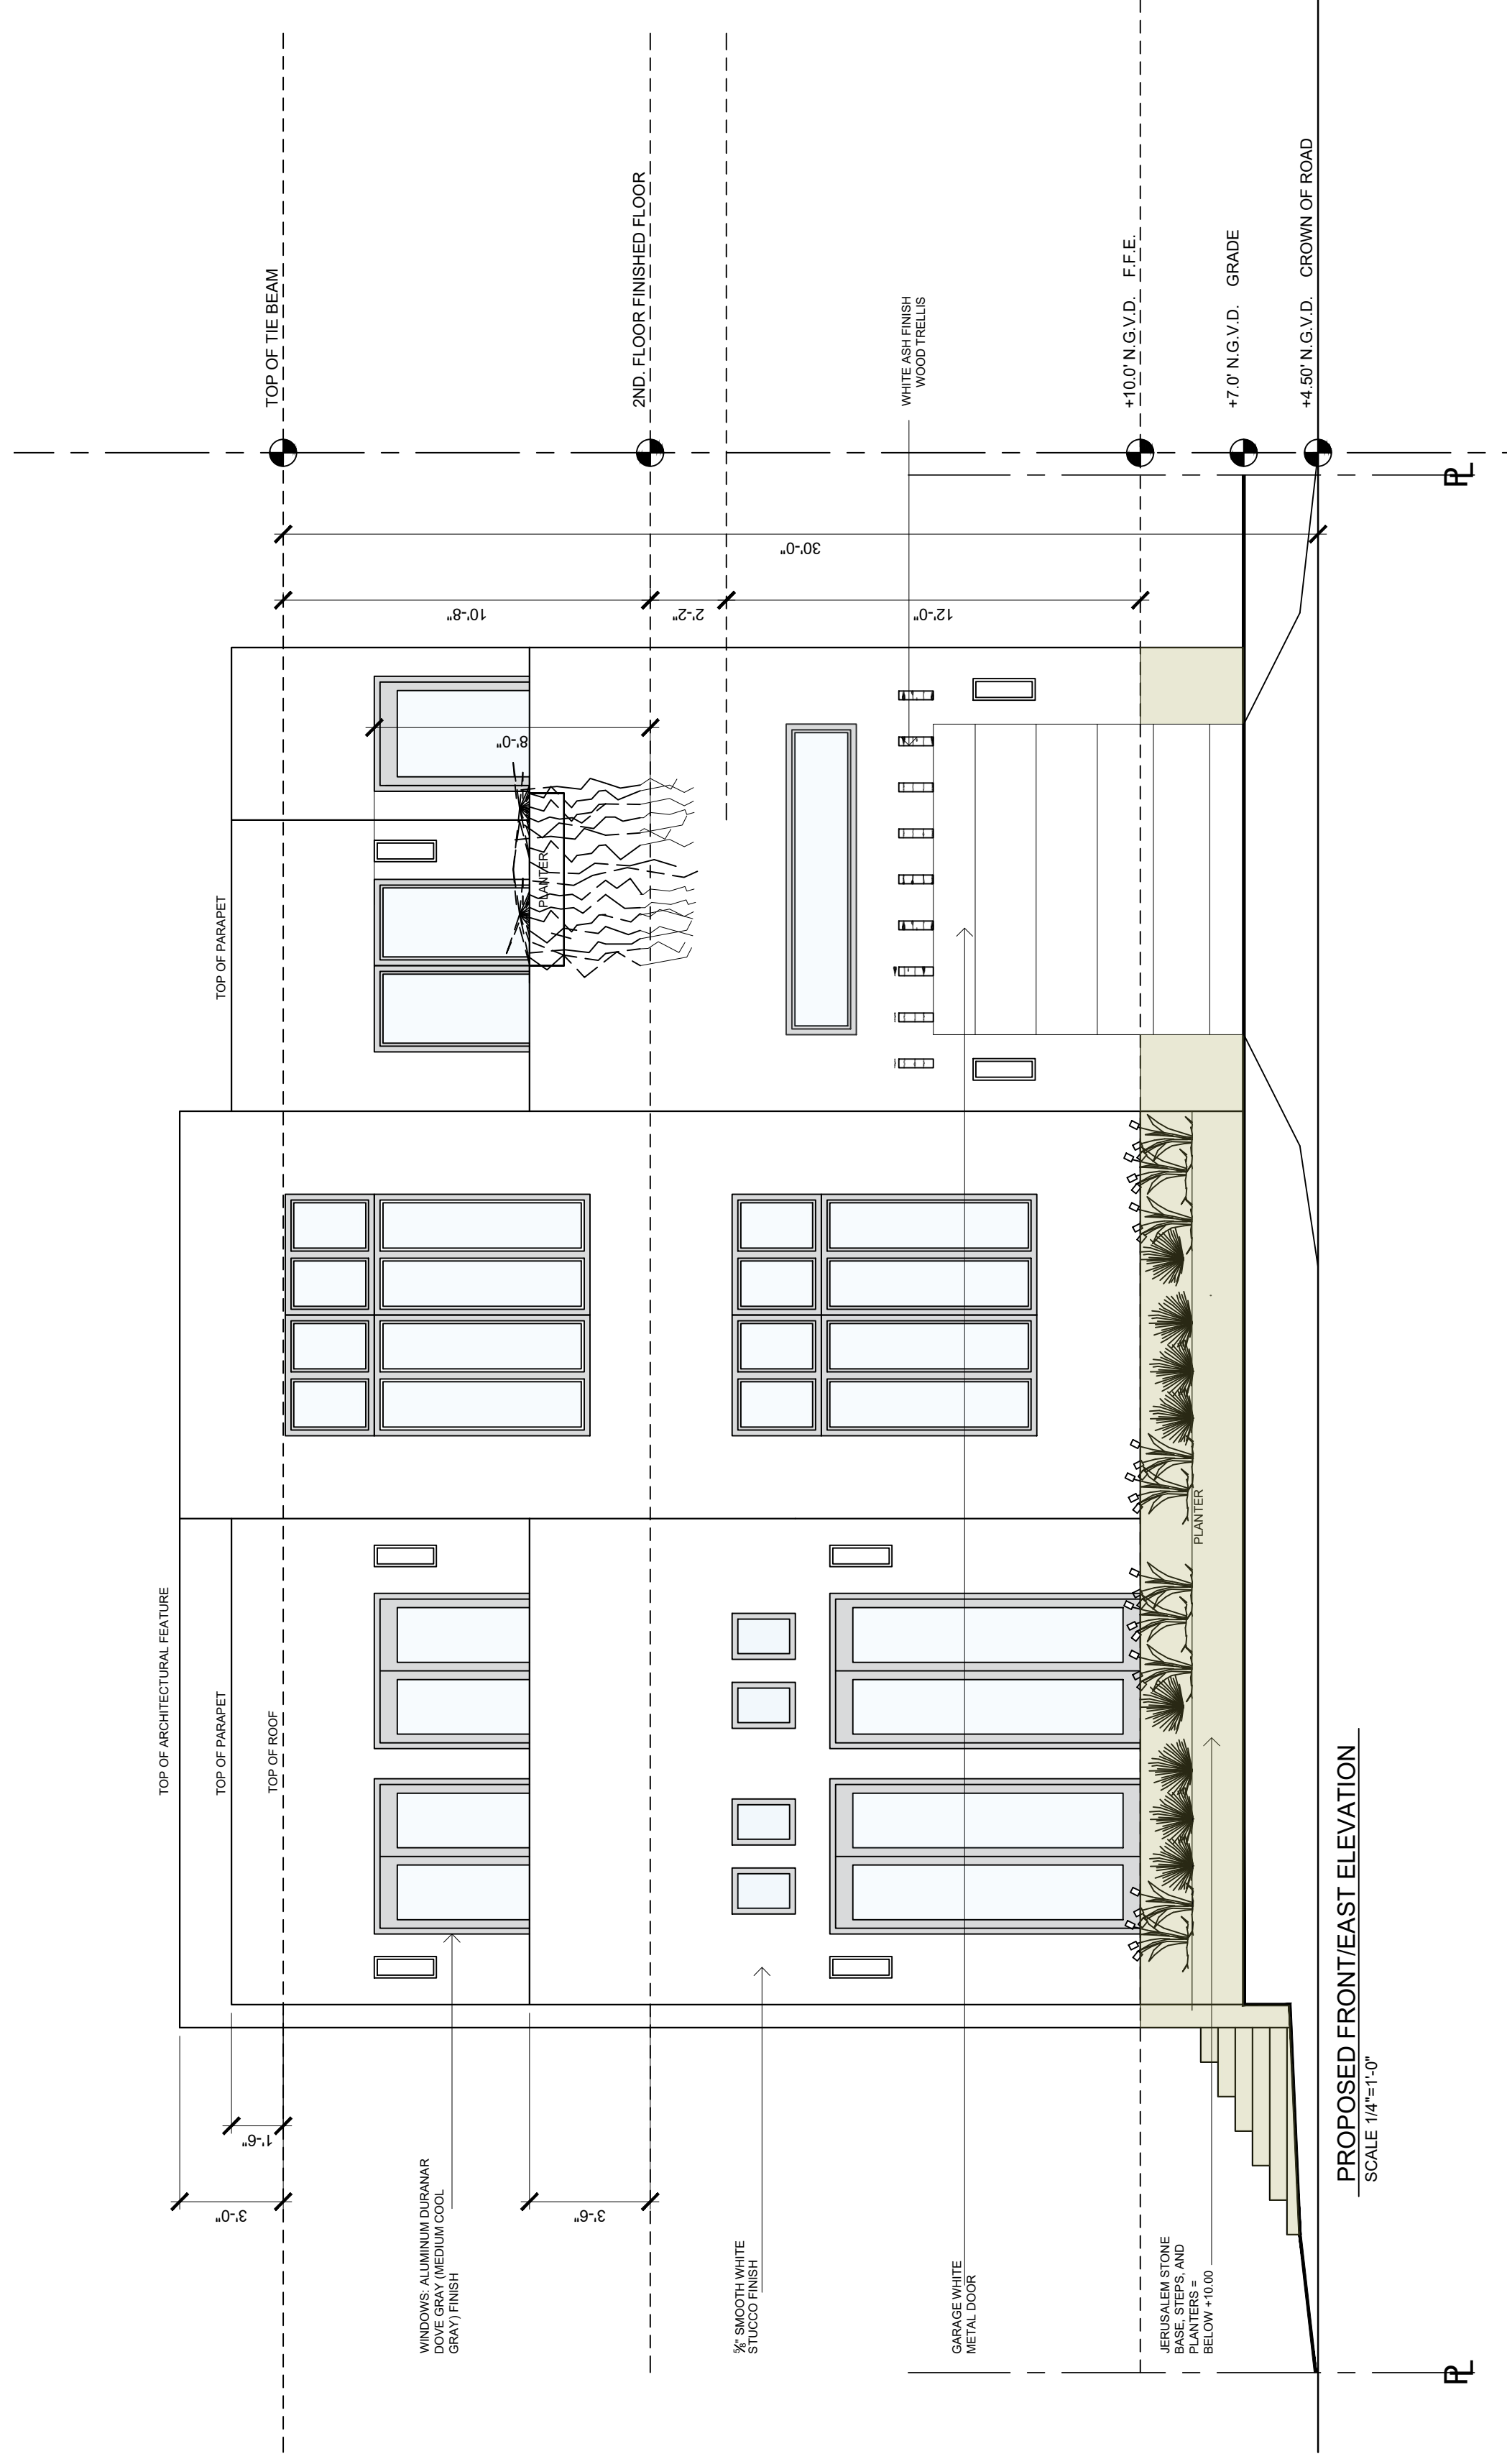 TOP OF ARCHITECTURAL FEATURE
TOP OF PARAPET
TOP OF ROOF
TOP OF PARAPET
TOP OF TIE BEAM
2ND. FLOOR FINISHED FLOOR
WHITE ASH FINISH
WOOD TRELLIS
+10.0' N.G.V.D. F.F.E.
+7.0' N.G.V.D. GRADE
+4.50' N.G.V.D. CROWN OF ROAD
3'-0"
1'-6"
3'-6"
8'-0"
10'-8"
2'-2"
12'-0"
30'-0"
PLANTER
PLANTER
WINDOWS: ALUMINUM DURANAR
DOVE GRAY (MEDIUM COOL
GRAY) FINISH
⅝" SMOOTH WHITE
STUCCO FINISH
GARAGE WHITE
METAL DOOR
JERUSALEM STONE
BASE, STEPS, AND
PLANTERS =
BELOW +10.00
PL
PL
PROPOSED FRONT/EAST ELEVATION
SCALE 1/4"=1'-0"